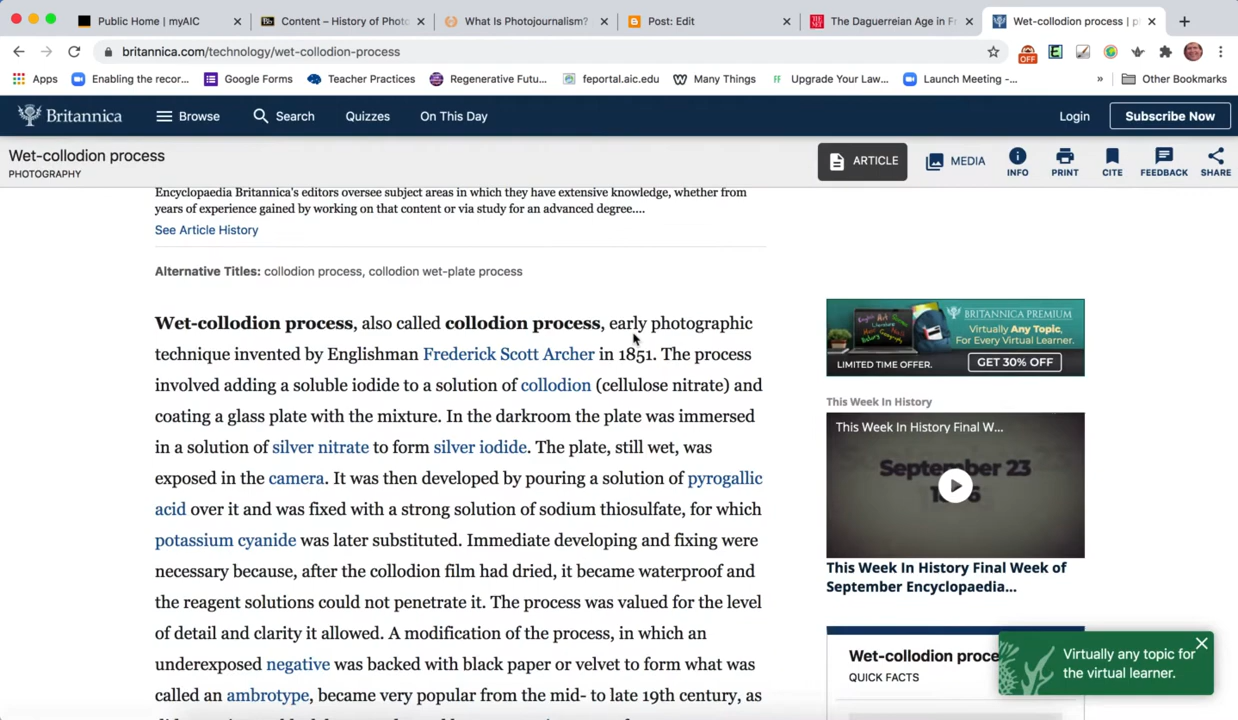 Public Home | myAIC
Content – History of Photo
What Is Photojournalism?
Post: Edit
The Daguerreian Age in F
Wet-collodion process | p
britannica.com/technology/wet-collodion-process
OFF
Apps
Enabling the recor...
Google Forms
Teacher Practices
Regenerative Futu...
feportal.aic.edu
Many Things
Upgrade Your Law...
Launch Meeting -...
»
Other Bookmarks
Britannica
Browse
Search
Quizzes
On This Day
Login
Subscribe Now
Wet-collodion process
PHOTOGRAPHY
ARTICLE
MEDIA
INFO
PRINT
CITE
FEEDBACK
SHARE
Encyclopaedia Britannica's editors oversee subject areas in which they have extensive knowledge, whether from
years of experience gained by working on that content or via study for an advanced degree....
See Article History
Alternative Titles: collodion process, collodion wet-plate process
Wet-collodion process, also called collodion process, early photographic
technique invented by Englishman Frederick Scott Archer in 1851. The process
involved adding a soluble iodide to a solution of collodion (cellulose nitrate) and
coating a glass plate with the mixture. In the darkroom the plate was immersed
in a solution of silver nitrate to form silver iodide. The plate, still wet, was
exposed in the camera. It was then developed by pouring a solution of pyrogallic
acid over it and was fixed with a strong solution of sodium thiosulfate, for which
potassium cyanide was later substituted. Immediate developing and fixing were
necessary because, after the collodion film had dried, it became waterproof and
the reagent solutions could not penetrate it. The process was valued for the level
of detail and clarity it allowed. A modification of the process, in which an
underexposed negative was backed with black paper or velvet to form what was
called an ambrotype, became very popular from the mid- to late 19th century, as
BRITANNICA PREMIUM
Virtually Any Topic,
For Every Virtual Learner.
LIMITED TIME OFFER.
GET 30% OFF
This Week In History
This Week In History Final W...
September 23
This Week In History Final Week of
September Encyclopaedia...
Wet-collodion proce
QUICK FACTS
Virtually any topic for
the virtual learner.